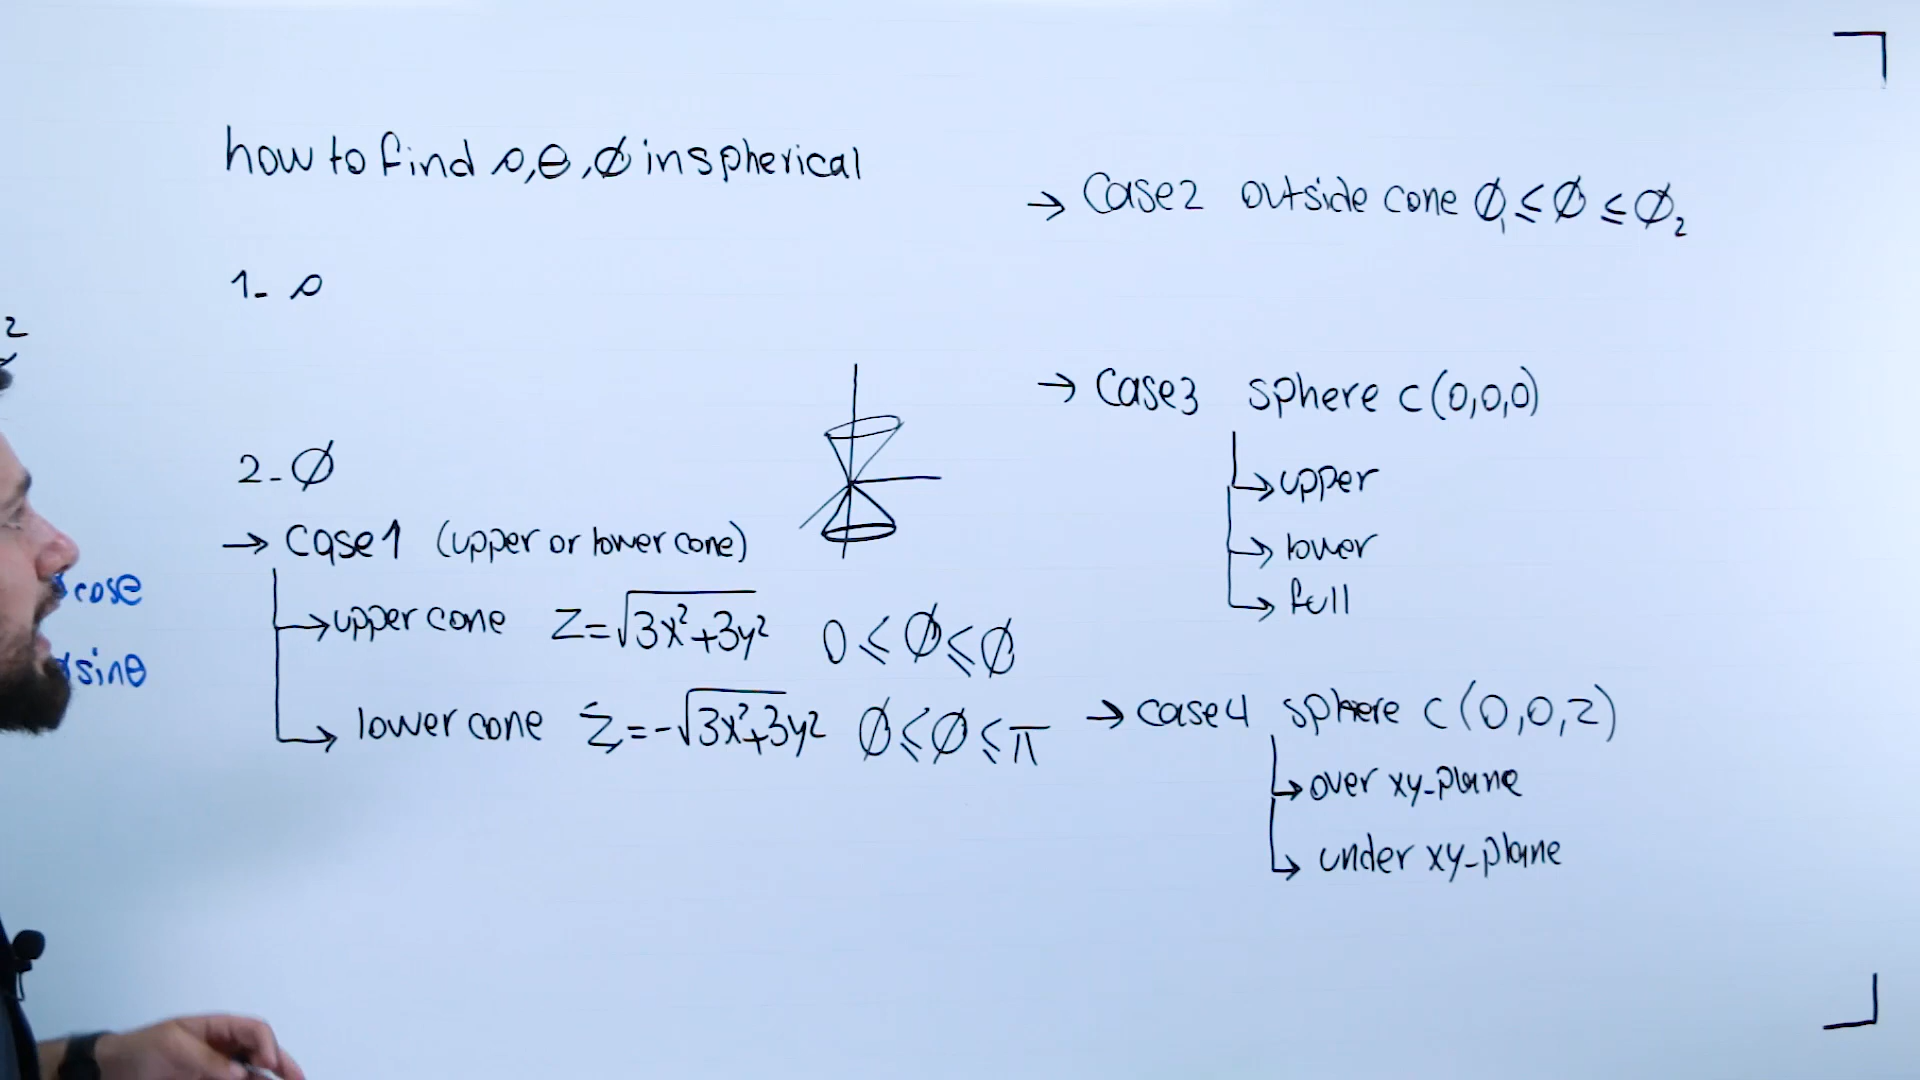 how to find ρ,θ,∅ in spherical
1- ρ
2-∅
→ case1 (upper or lower cone)
→ upper cone z=√3x²+3y² 0≤∅≤∅
→ lower cone z=-√3x²+3y² ∅≤∅≤π
→ Case2 outside cone ∅₁≤∅≤∅₂
→ Case3 sphere c(0,0,0)
→ upper
→ lower
→ full
→ case4 sphere c(0,0,z)
→ over xy-plane
→ under xy-plane
2
cosθ
sinθ